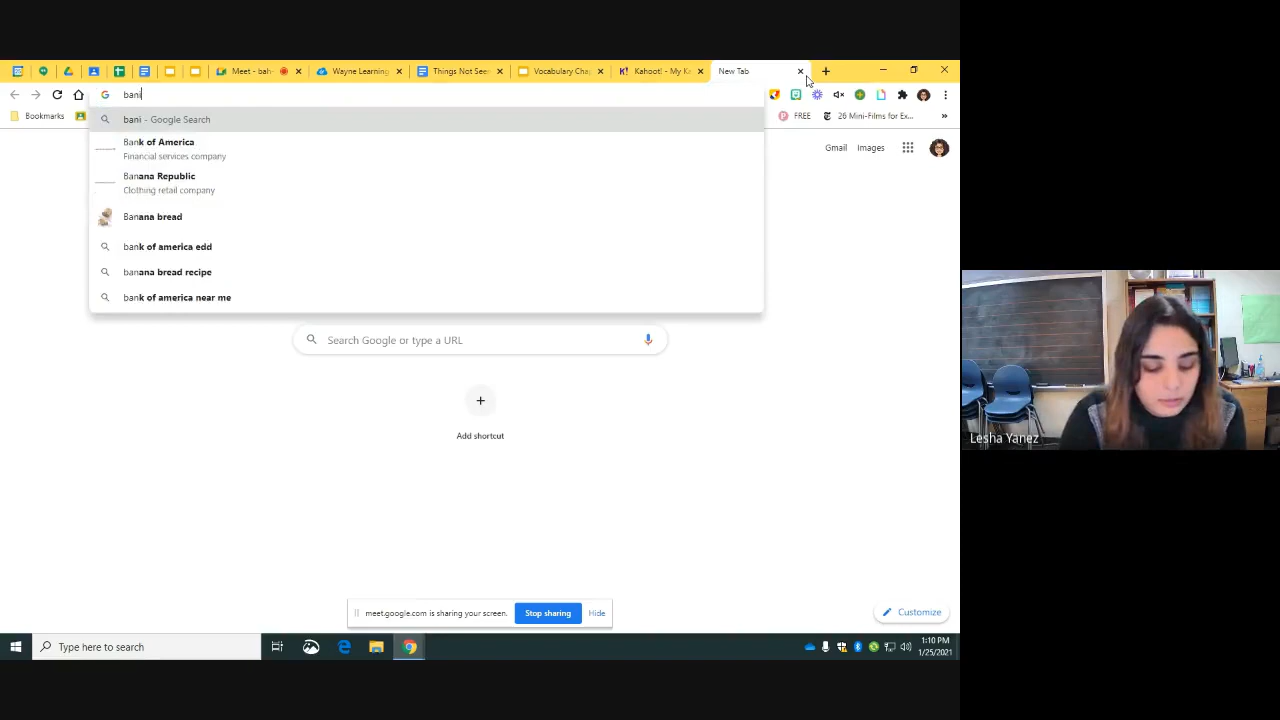 Meet - bah-
Wayne Learning
Things Not See
Vocabulary Cha
Kahoot! - My Ka
New Tab
bani
Bookmarks
FREE
26 Mini-Films for Ex...
bani - Google Search
Bank of America
Financial services company
Banana Republic
Clothing retail company
Banana bread
bank of america edd
banana bread recipe
bank of america near me
Gmail
Images
Search Google or type a URL
Add shortcut
Lesha Yanez
meet.google.com is sharing your screen.
Stop sharing
Hide
Customize
Type here to search
1:10 PM
1/25/2021